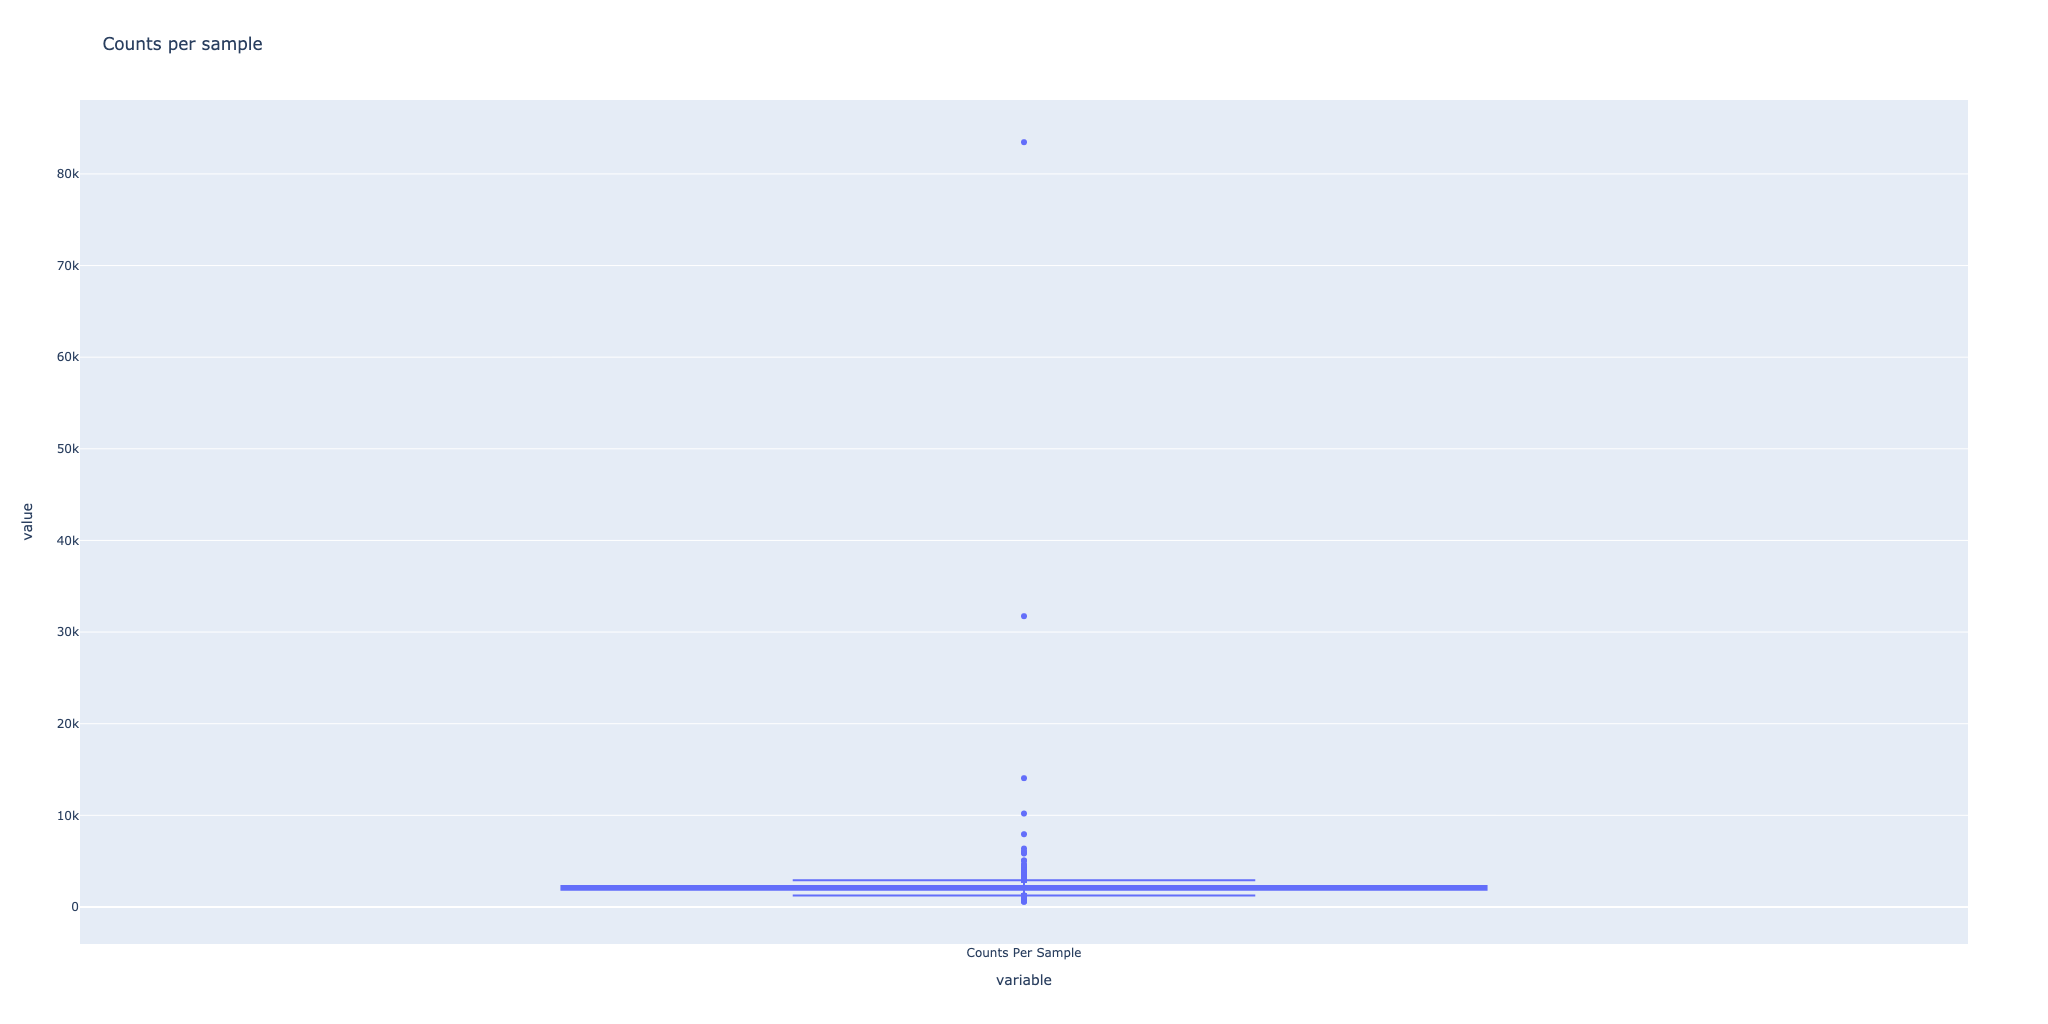 Counts per sample
80k
70k
60k
50k
40k
30k
20k
10k
0
value
Counts Per Sample
variable